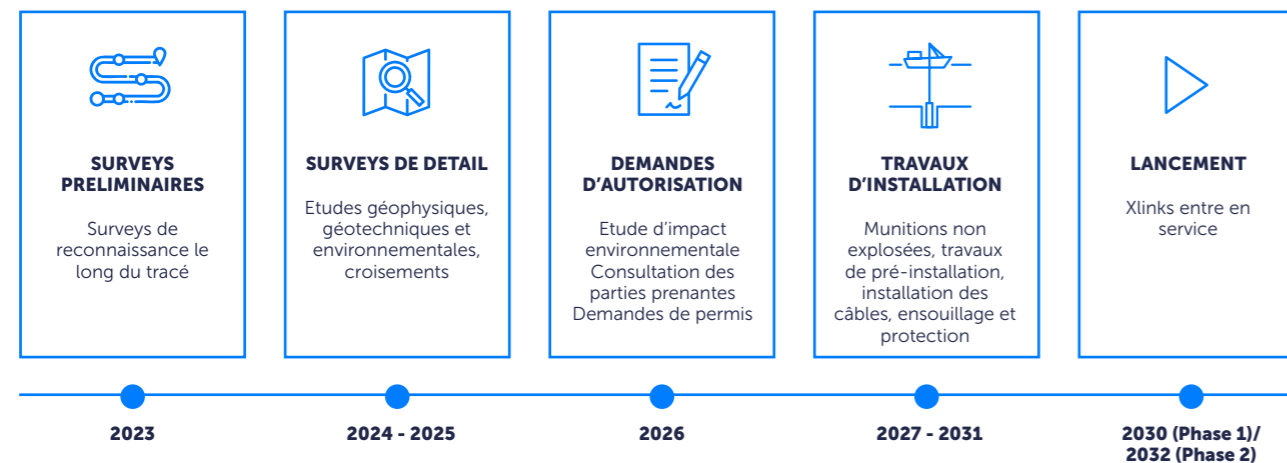 SURVEYS
PRELIMINAIRES
Surveys de
reconnaissance le
long du tracé
SURVEYS DE DETAIL
Etudes géophysiques,
géotechniques et
environnementales,
croisements
DEMANDES
D’AUTORISATION
Etude d’impact
environnementale
Consultation des
parties prenantes
Demandes de permis
TRAVAUX
D’INSTALLATION
Munitions non
explosées, travaux
de pré-installation,
installation des
câbles, ensouillage et
protection
LANCEMENT
Xlinks entre en
service
2023
2024 - 2025
2026
2027 - 2031
2030 (Phase 1)/
2032 (Phase 2)